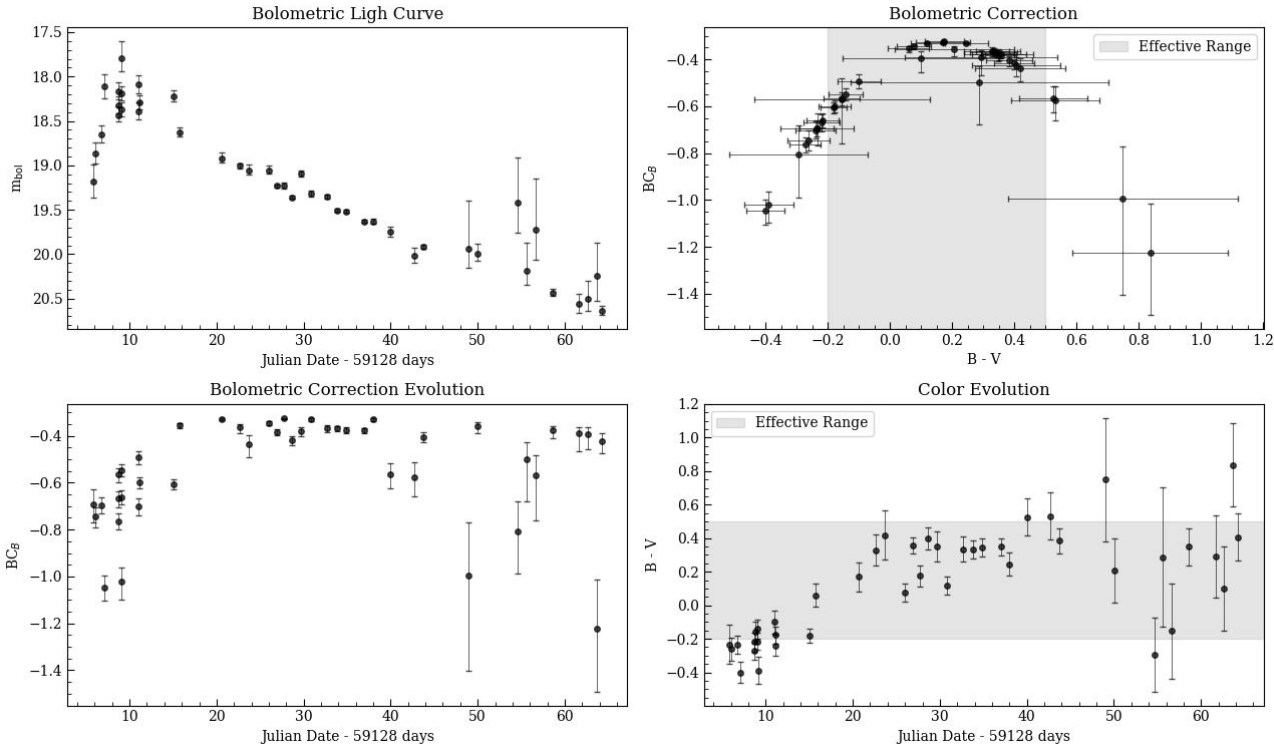 Bolometric Ligh Curve
17.5
18.0
18.5
19.0
19.5
20.0
20.5
m_bol
10 20 30 40 50 60
Julian Date - 59128 days
Bolometric Correction
Effective Range
−0.4
−0.6
−0.8
−1.0
−1.2
−1.4
BC_B
−0.4 −0.2 0.0 0.2 0.4 0.6 0.8 1.0 1.2
B - V
Bolometric Correction Evolution
−0.4
−0.6
−0.8
−1.0
−1.2
−1.4
BC_B
10 20 30 40 50 60
Julian Date - 59128 days
Color Evolution
Effective Range
1.2
1.0
0.8
0.6
0.4
0.2
0.0
−0.2
−0.4
B - V
10 20 30 40 50 60
Julian Date - 59128 days